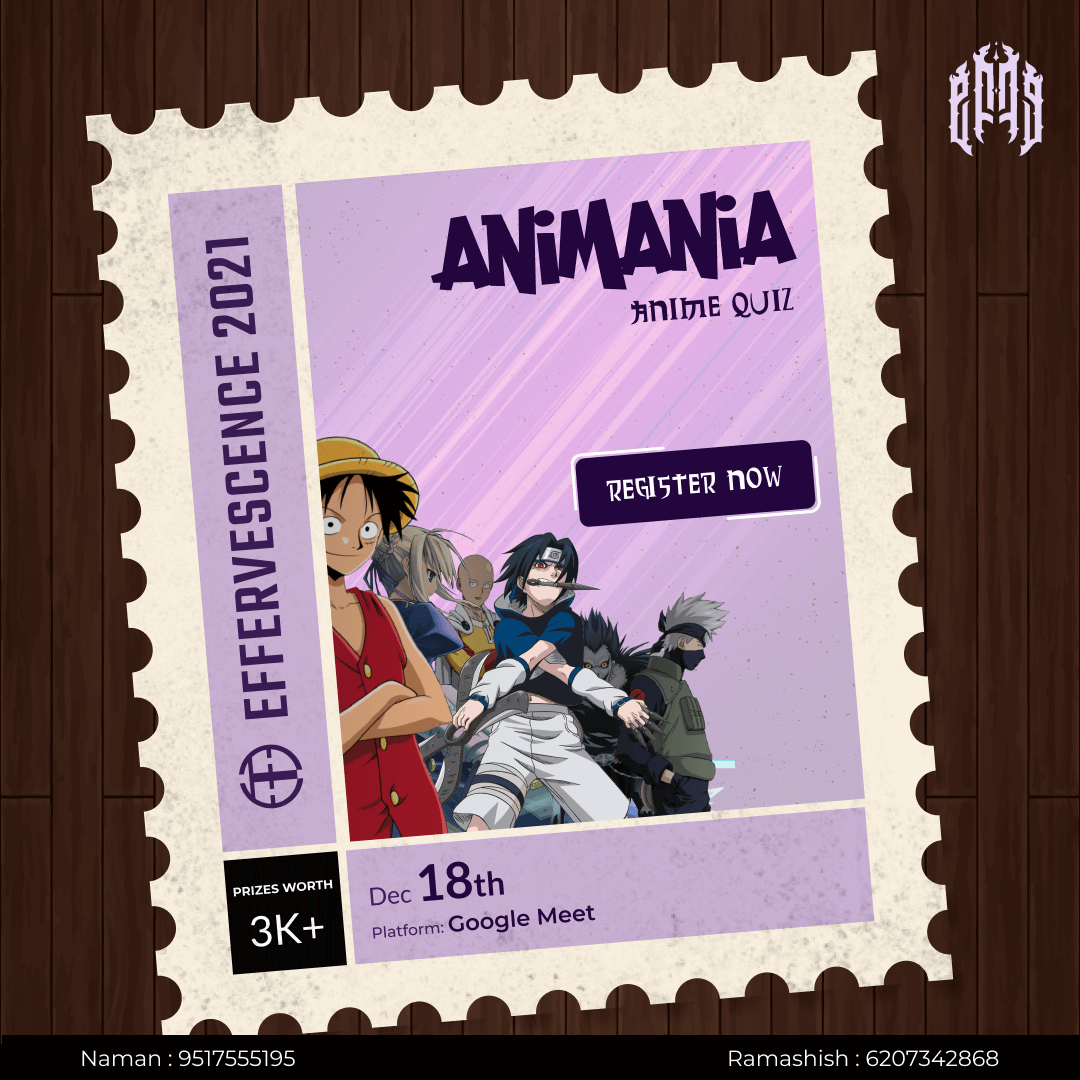 ANIMANIA
ANIME QUIZ
EFFERVESCENCE 2021
REGISTER NOW
PRIZES WORTH
3K+
Dec 18th
Platform: Google Meet
Naman : 9517555195
Ramashish : 6207342868